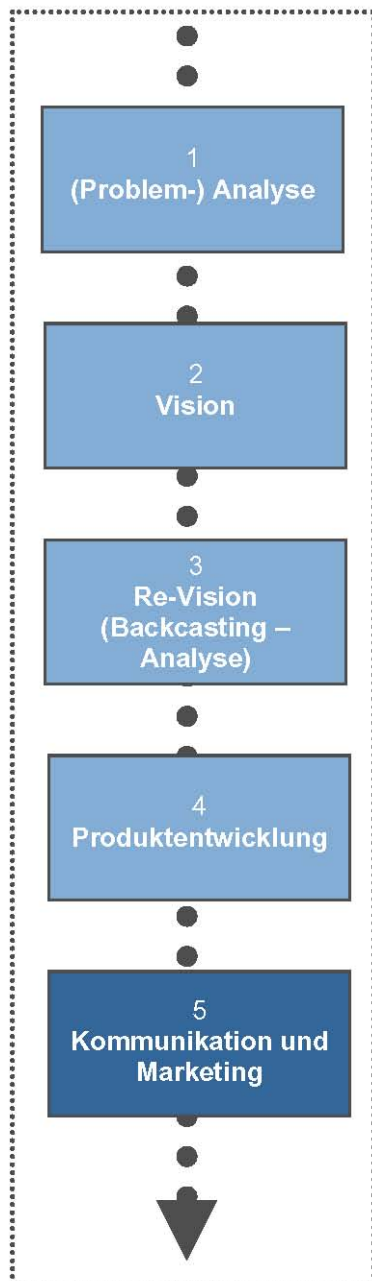 1
(Problem-) Analyse
2
Vision
3
Re-Vision
(Backcasting –
Analyse)
4
Produktentwicklung
5
Kommunikation und
Marketing